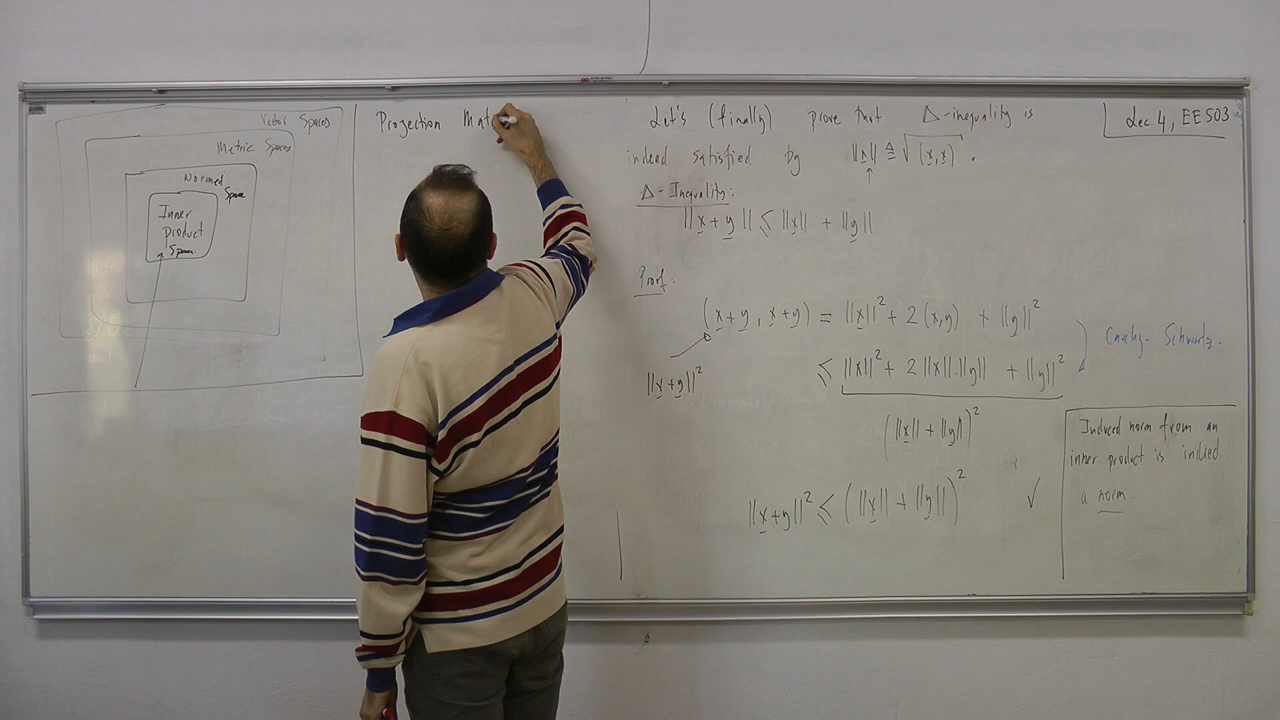 Vector Spaces
Metric Spaces
Normed
Space
Inner
product
Space
Projection Mat
Let's (finally) prove that Δ-inequality is
indeed satisfied by ||x|| ≜ √(x,x) .
Δ-Inequality:
||x + y|| ≤ ||x|| + ||y||
Proof:
(x+y, x+y) = ||x||² + 2(x,y) + ||y||²
||x+y||²
≤ ||x||² + 2||x||.||y|| + ||y||²
Cauchy-Schwartz.
(||x|| + ||y||)²
||x+y||² ≤ (||x|| + ||y||)² ✓
Lec. 4, EE503
Induced norm from an
inner product is indeed
a norm.